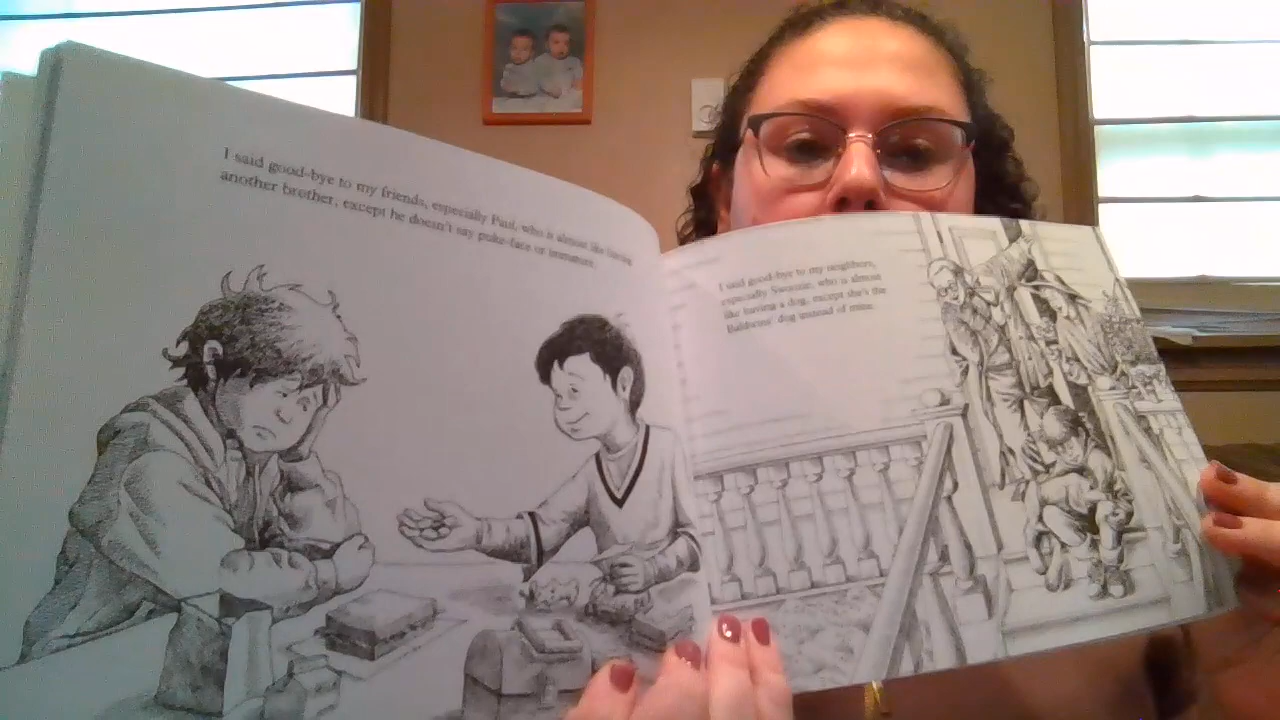 I said good-bye to my friends, especially Paul, who is almost like having
another brother, except he doesn't say puke-face or immature.
I said good-bye to my neighbors,
especially Swoozie, who is almost
like having a dog, except she's the
Baldwins' dog instead of mine.